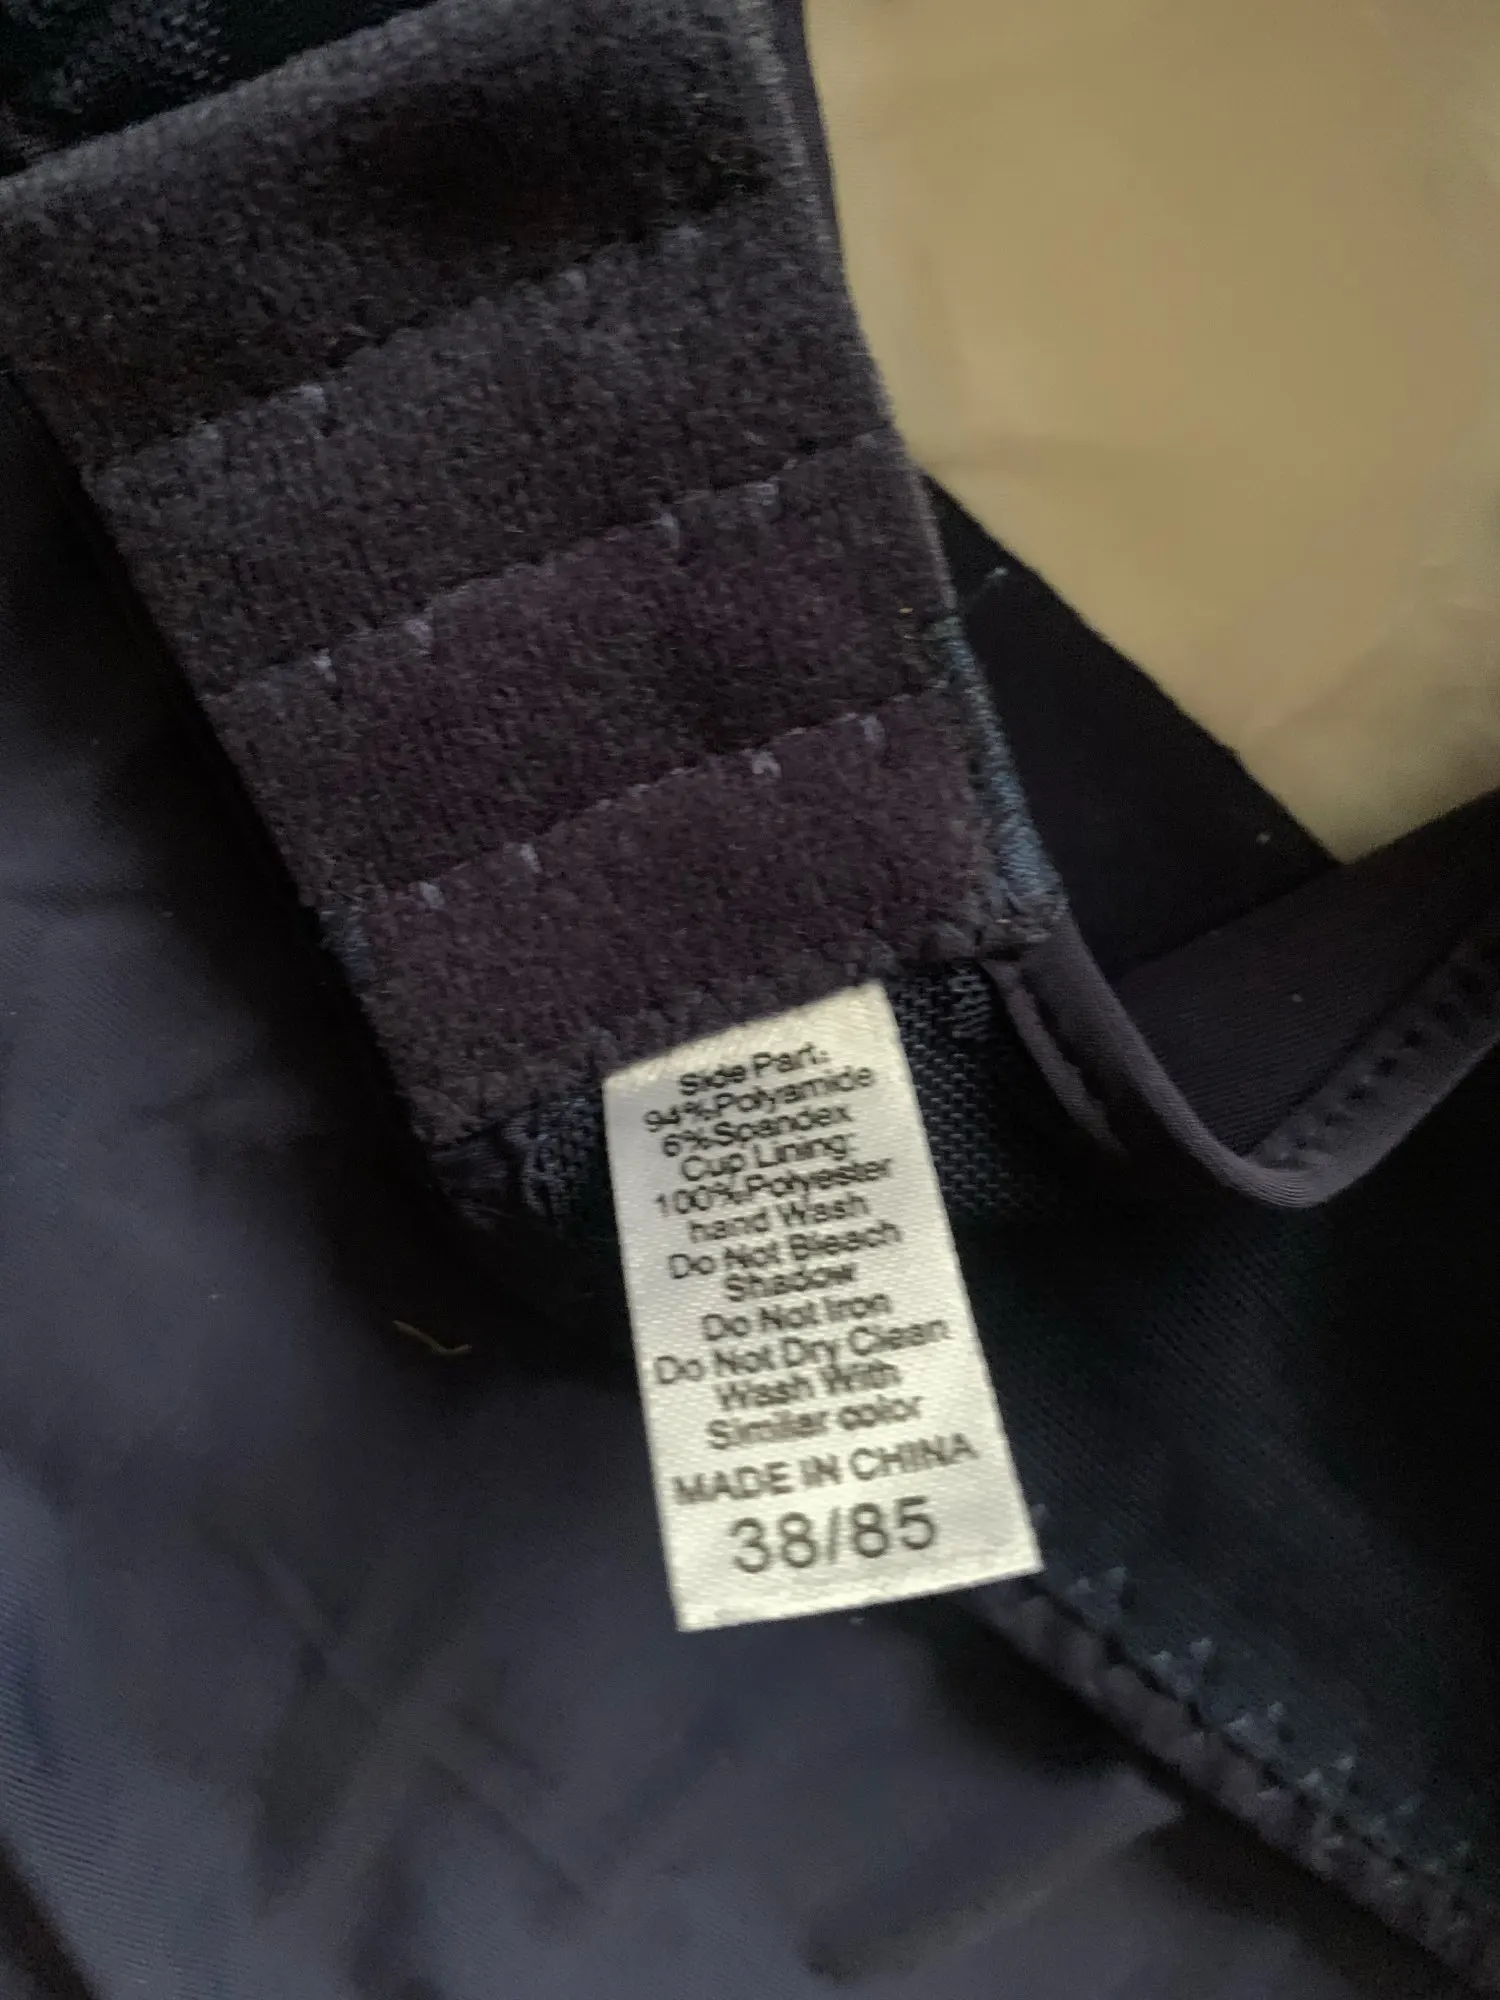 Side Part:
94%Polyamide
6%Spandex
Cup Lining:
100%Polyester
hand Wash
Do Not Bleach
Shadow
Do Not Iron
Do Not Dry Clean
Wash With
Similar color
MADE IN CHINA
38/85